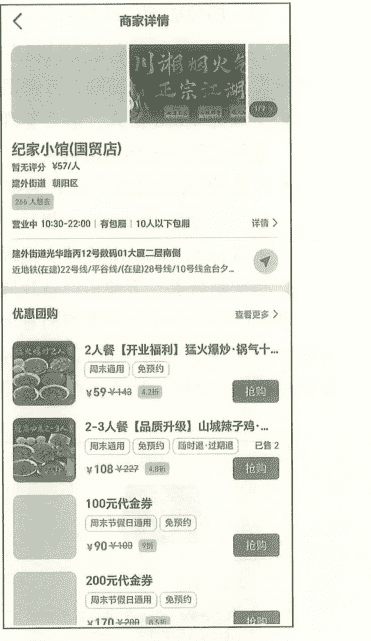 商家详情
川湘烟火气
正宗江湖
1/9
纪家小馆(国贸店)
暂无评分 ¥57/人
建外街道 朝阳区
266 人想去
营业中 10:30-22:00 | 有包厢 | 10人以下包厢 详情 >
建外街道光华路丙12号数码01大厦二层南侧
近地铁(在建)22号线/平谷线/(在建)28号线/10号线金台夕...
优惠团购 查看更多 >
2人餐【开业福利】猛火爆炒·锅气十...
周末通用 免预约
¥59 ¥143 4.2折 抢购
2-3人餐【品质升级】山城辣子鸡·...
周末通用 免预约 随时退·过期退 已售 2
¥108 ¥227 4.8折 抢购
100元代金券
周末节假日通用 免预约
¥90 ¥100 9折 抢购
200元代金券
周末节假日通用 免预约
¥170 ¥200 8.5折 抢购